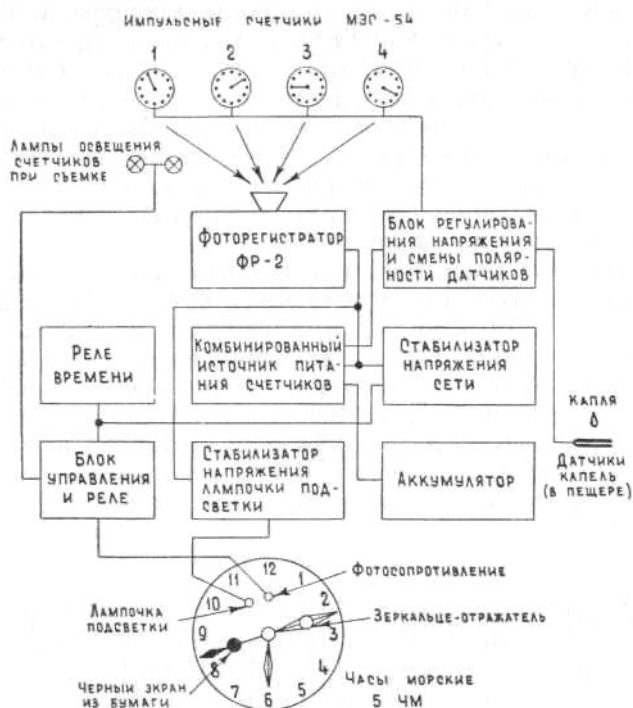 Импульсные счетчики МЭС-54
1 2 3 4
Лампы освещения
счетчиков
при съемке
Фоторегистратор
ФР-2
Блок регулирова-
ния напряжения
и смены поляр-
ности датчиков
Реле
времени
Комбинированный
источник пита-
ния счетчиков
Стабилизатор
напряжения
сети
Капля
Датчики
капель
(в пещере)
Блок
управления
и реле
Стабилизатор
напряжения
лампочки под-
светки
Аккумулятор
Фотосопротивление
Лампочка
подсветки
Зеркальце-отражатель
12
1
2
3
4
5
6
7
8
9
10
11
Черный экран
из бумаги
Часы морские
5 ЧМ